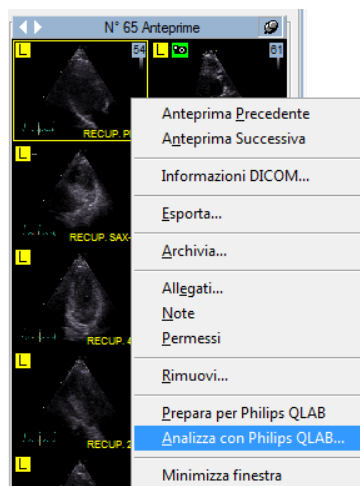 N° 65 Anteprime
L 54 L 61
RECUP. P
Anteprima Precedente
Anteprima Successiva
Informazioni DICOM...
L
Esporta...
RECUP. SAX-
Archivia...
L
Allegati...
Note
Permessi
RECUP. 4
L
Rimuovi...
Prepara per Philips QLAB
RECUP. 2
Analizza con Philips QLAB...
L
Minimizza finestra